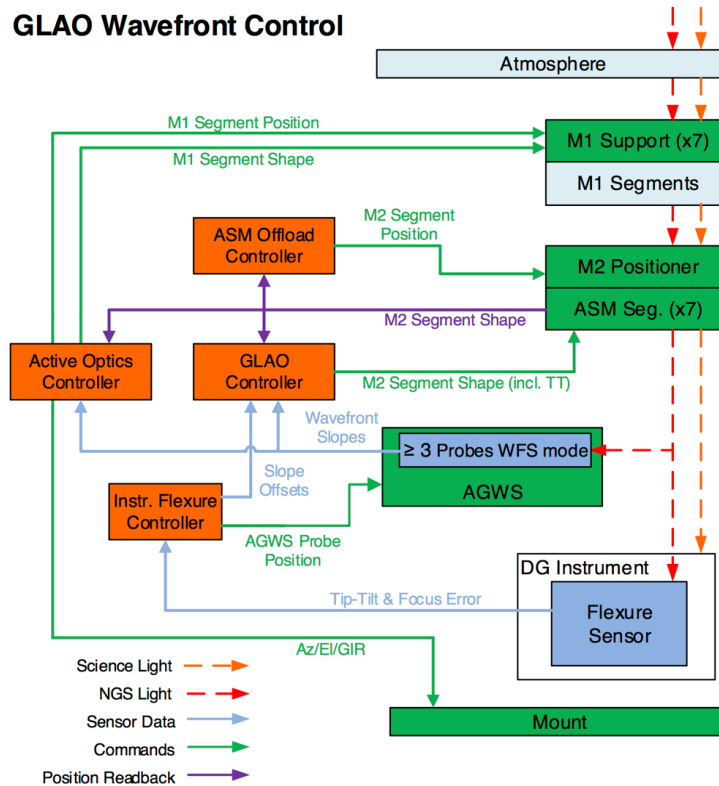 GLAO Wavefront Control
Atmosphere
M1 Segment Position
M1 Support (x7)
M1 Segment Shape
M1 Segments
M2 Segment
Position
ASM Offload
Controller
M2 Positioner
ASM Seg. (x7)
M2 Segment Shape
Active Optics
Controller
GLAO
Controller
M2 Segment Shape (incl. TT)
Wavefront
Slopes
≥ 3 Probes WFS mode
AGWS
Slope
Offsets
Instr. Flexure
Controller
AGWS Probe
Position
DG Instrument
Tip-Tilt & Focus Error
Flexure
Sensor
Az/El/GIR
Science Light
NGS Light
Sensor Data
Commands
Position Readback
Mount